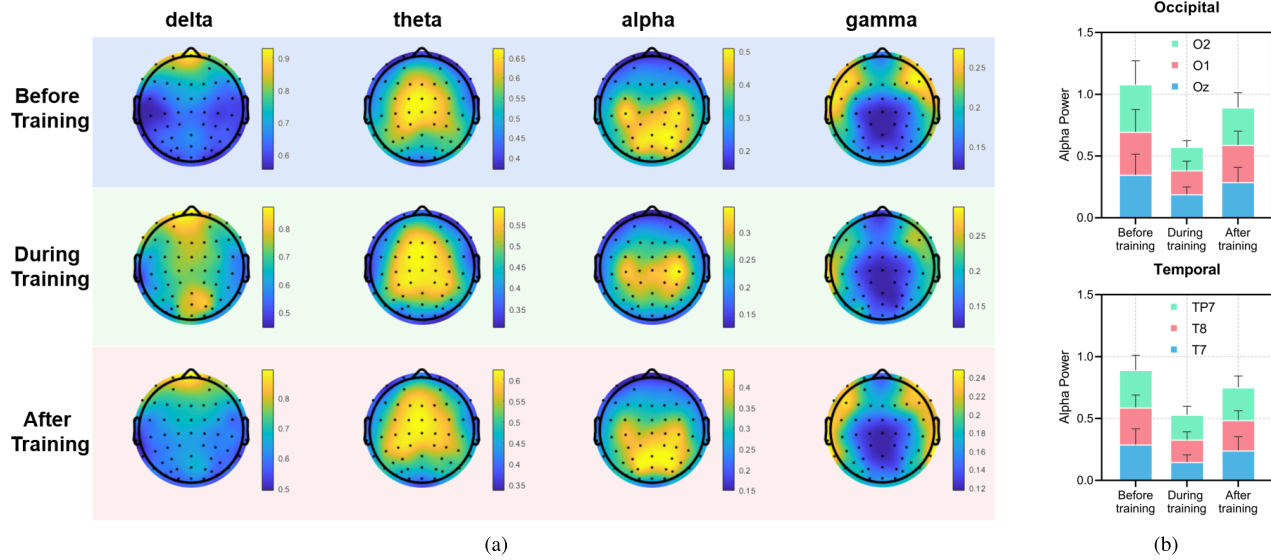 delta theta alpha gamma
Before
Training
0.9
0.8
0.7
0.6
0.65
0.6
0.55
0.5
0.45
0.4
0.5
0.4
0.3
0.2
0.25
0.2
0.15
During
Training
0.8
0.7
0.6
0.5
0.55
0.5
0.45
0.4
0.35
0.3
0.25
0.2
0.15
0.25
0.2
0.15
After
Training
0.8
0.7
0.6
0.5
0.6
0.55
0.5
0.45
0.4
0.35
0.4
0.35
0.3
0.25
0.2
0.15
0.24
0.22
0.2
0.18
0.16
0.14
0.12
(a)
Occipital
Alpha Power
1.5
1.0
0.5
0.0
O2
O1
Oz
Before
training
During
training
After
training
Temporal
Alpha Power
1.5
1.0
0.5
0.0
TP7
T8
T7
Before
training
During
training
After
training
(b)